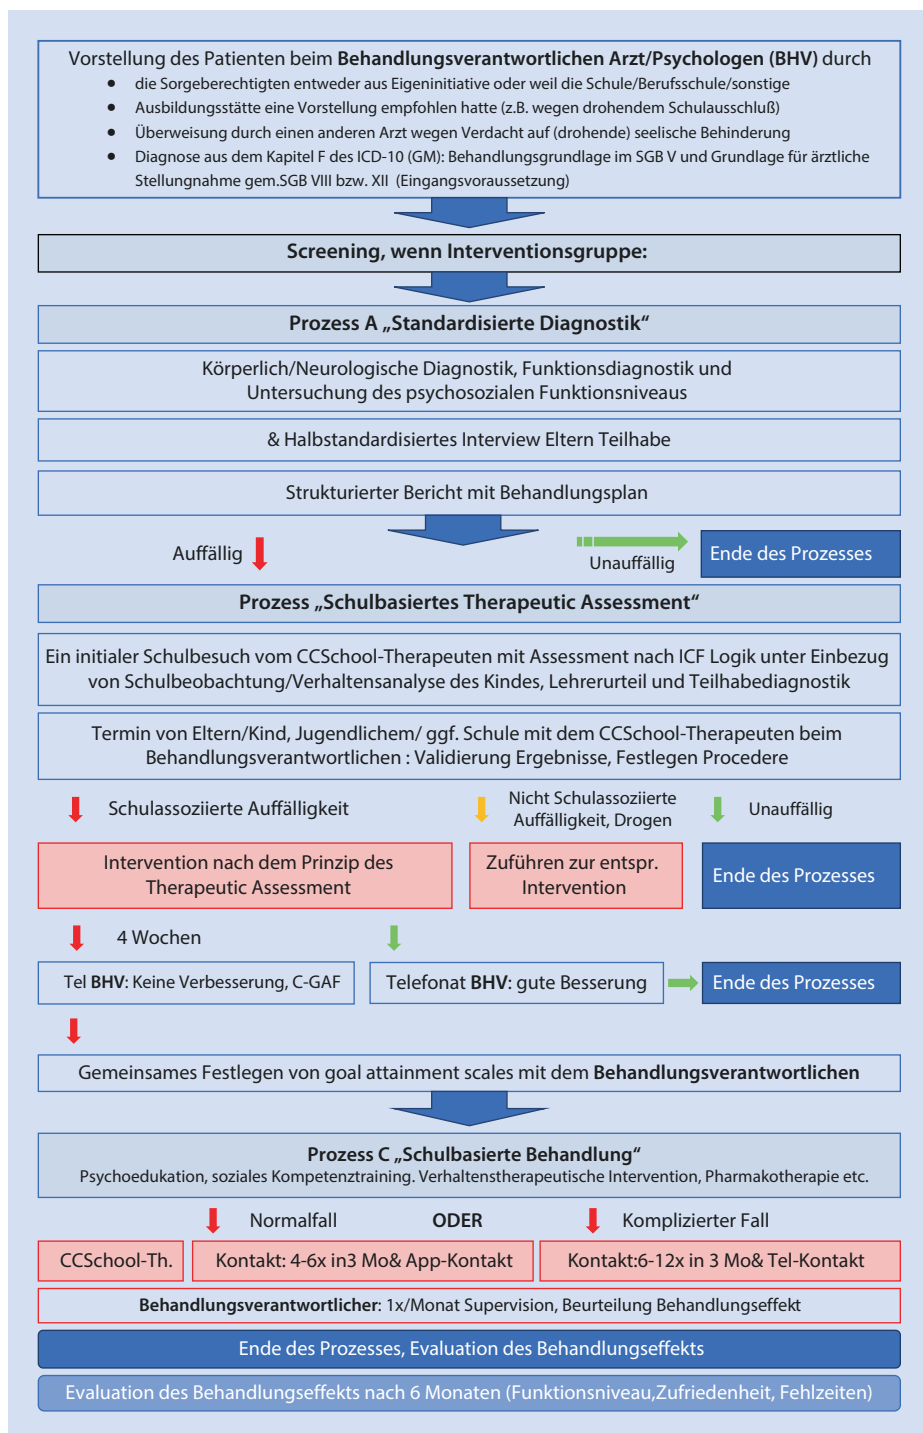 Vorstellung des Patienten beim Behandlungsverantwortlichen Arzt/Psychologen (BHV) durch
• die Sorgeberechtigten entweder aus Eigeninitiative oder weil die Schule/Berufsschule/sonstige
• Ausbildungsstätte eine Vorstellung empfohlen hatte (z.B. wegen drohendem Schulausschluß)
• Überweisung durch einen anderen Arzt wegen Verdacht auf (drohende) seelische Behinderung
• Diagnose aus dem Kapitel F des ICD-10 (GM): Behandlungsgrundlage im SGB V und Grundlage für ärztliche
Stellungnahme gem.SGB VIII bzw. XII (Eingangsvoraussetzung)
Screening, wenn Interventionsgruppe:
Prozess A „Standardisierte Diagnostik“
Körperlich/Neurologische Diagnostik, Funktionsdiagnostik und
Untersuchung des psychosozialen Funktionsniveaus
& Halbstandardisiertes Interview Eltern Teilhabe
Strukturierter Bericht mit Behandlungsplan
Auffällig
Unauffällig
Ende des Prozesses
Prozess „Schulbasiertes Therapeutic Assessment“
Ein initialer Schulbesuch vom CCSchool-Therapeuten mit Assessment nach ICF Logik unter Einbezug
von Schulbeobachtung/Verhaltensanalyse des Kindes, Lehrerurteil und Teilhabediagnostik
Termin von Eltern/Kind, Jugendlichem/ ggf. Schule mit dem CCSchool-Therapeuten beim
Behandlungsverantwortlichen : Validierung Ergebnisse, Festlegen Procedere
Schulassoziierte Auffälligkeit
Nicht Schulassoziierte
Auffälligkeit, Drogen
Unauffällig
Intervention nach dem Prinzip des
Therapeutic Assessment
Zuführen zur entspr.
Intervention
Ende des Prozesses
4 Wochen
Tel BHV: Keine Verbesserung, C-GAF
Telefonat BHV: gute Besserung
Ende des Prozesses
Gemeinsames Festlegen von goal attainment scales mit dem Behandlungsverantwortlichen
Prozess C „Schulbasierte Behandlung“
Psychoedukation, soziales Kompetenztraining. Verhaltenstherapeutische Intervention, Pharmakotherapie etc.
Normalfall
ODER
Komplizierter Fall
CCSchool-Th.
Kontakt: 4-6x in3 Mo& App-Kontakt
Kontakt:6-12x in 3 Mo& Tel-Kontakt
Behandlungsverantwortlicher: 1x/Monat Supervision, Beurteilung Behandlungseffekt
Ende des Prozesses, Evaluation des Behandlungseffekts
Evaluation des Behandlungseffekts nach 6 Monaten (Funktionsniveau,Zufriedenheit, Fehlzeiten)